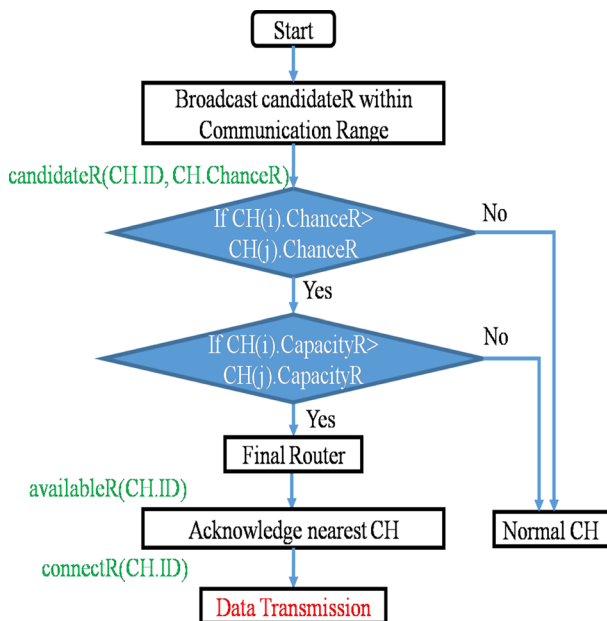 Start
Broadcast candidateR within
Communication Range
candidateR(CH.ID, CH.ChanceR)
If CH(i).ChanceR>
CH(j).ChanceR
No
Yes
If CH(i).CapacityR>
CH(j).CapacityR
No
Yes
Final Router
availableR(CH.ID)
Acknowledge nearest CH
Normal CH
connectR(CH.ID)
Data Transmission